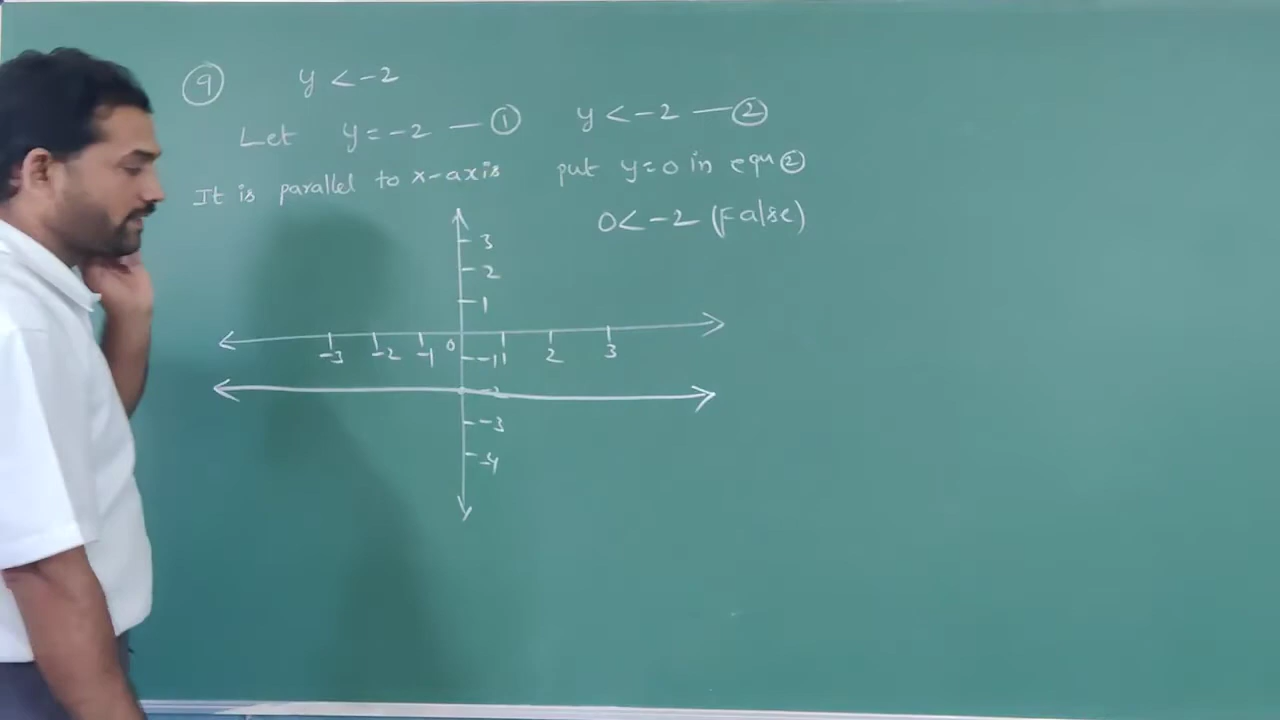 9 y < -2
Let y = -2 — 1 y < -2 — 2
It is parallel to x-axis put y=0 in equ 2
0 < -2 (False)
3
2
1
-3 -2 -1 0 1 2 3
-1
-3
-4